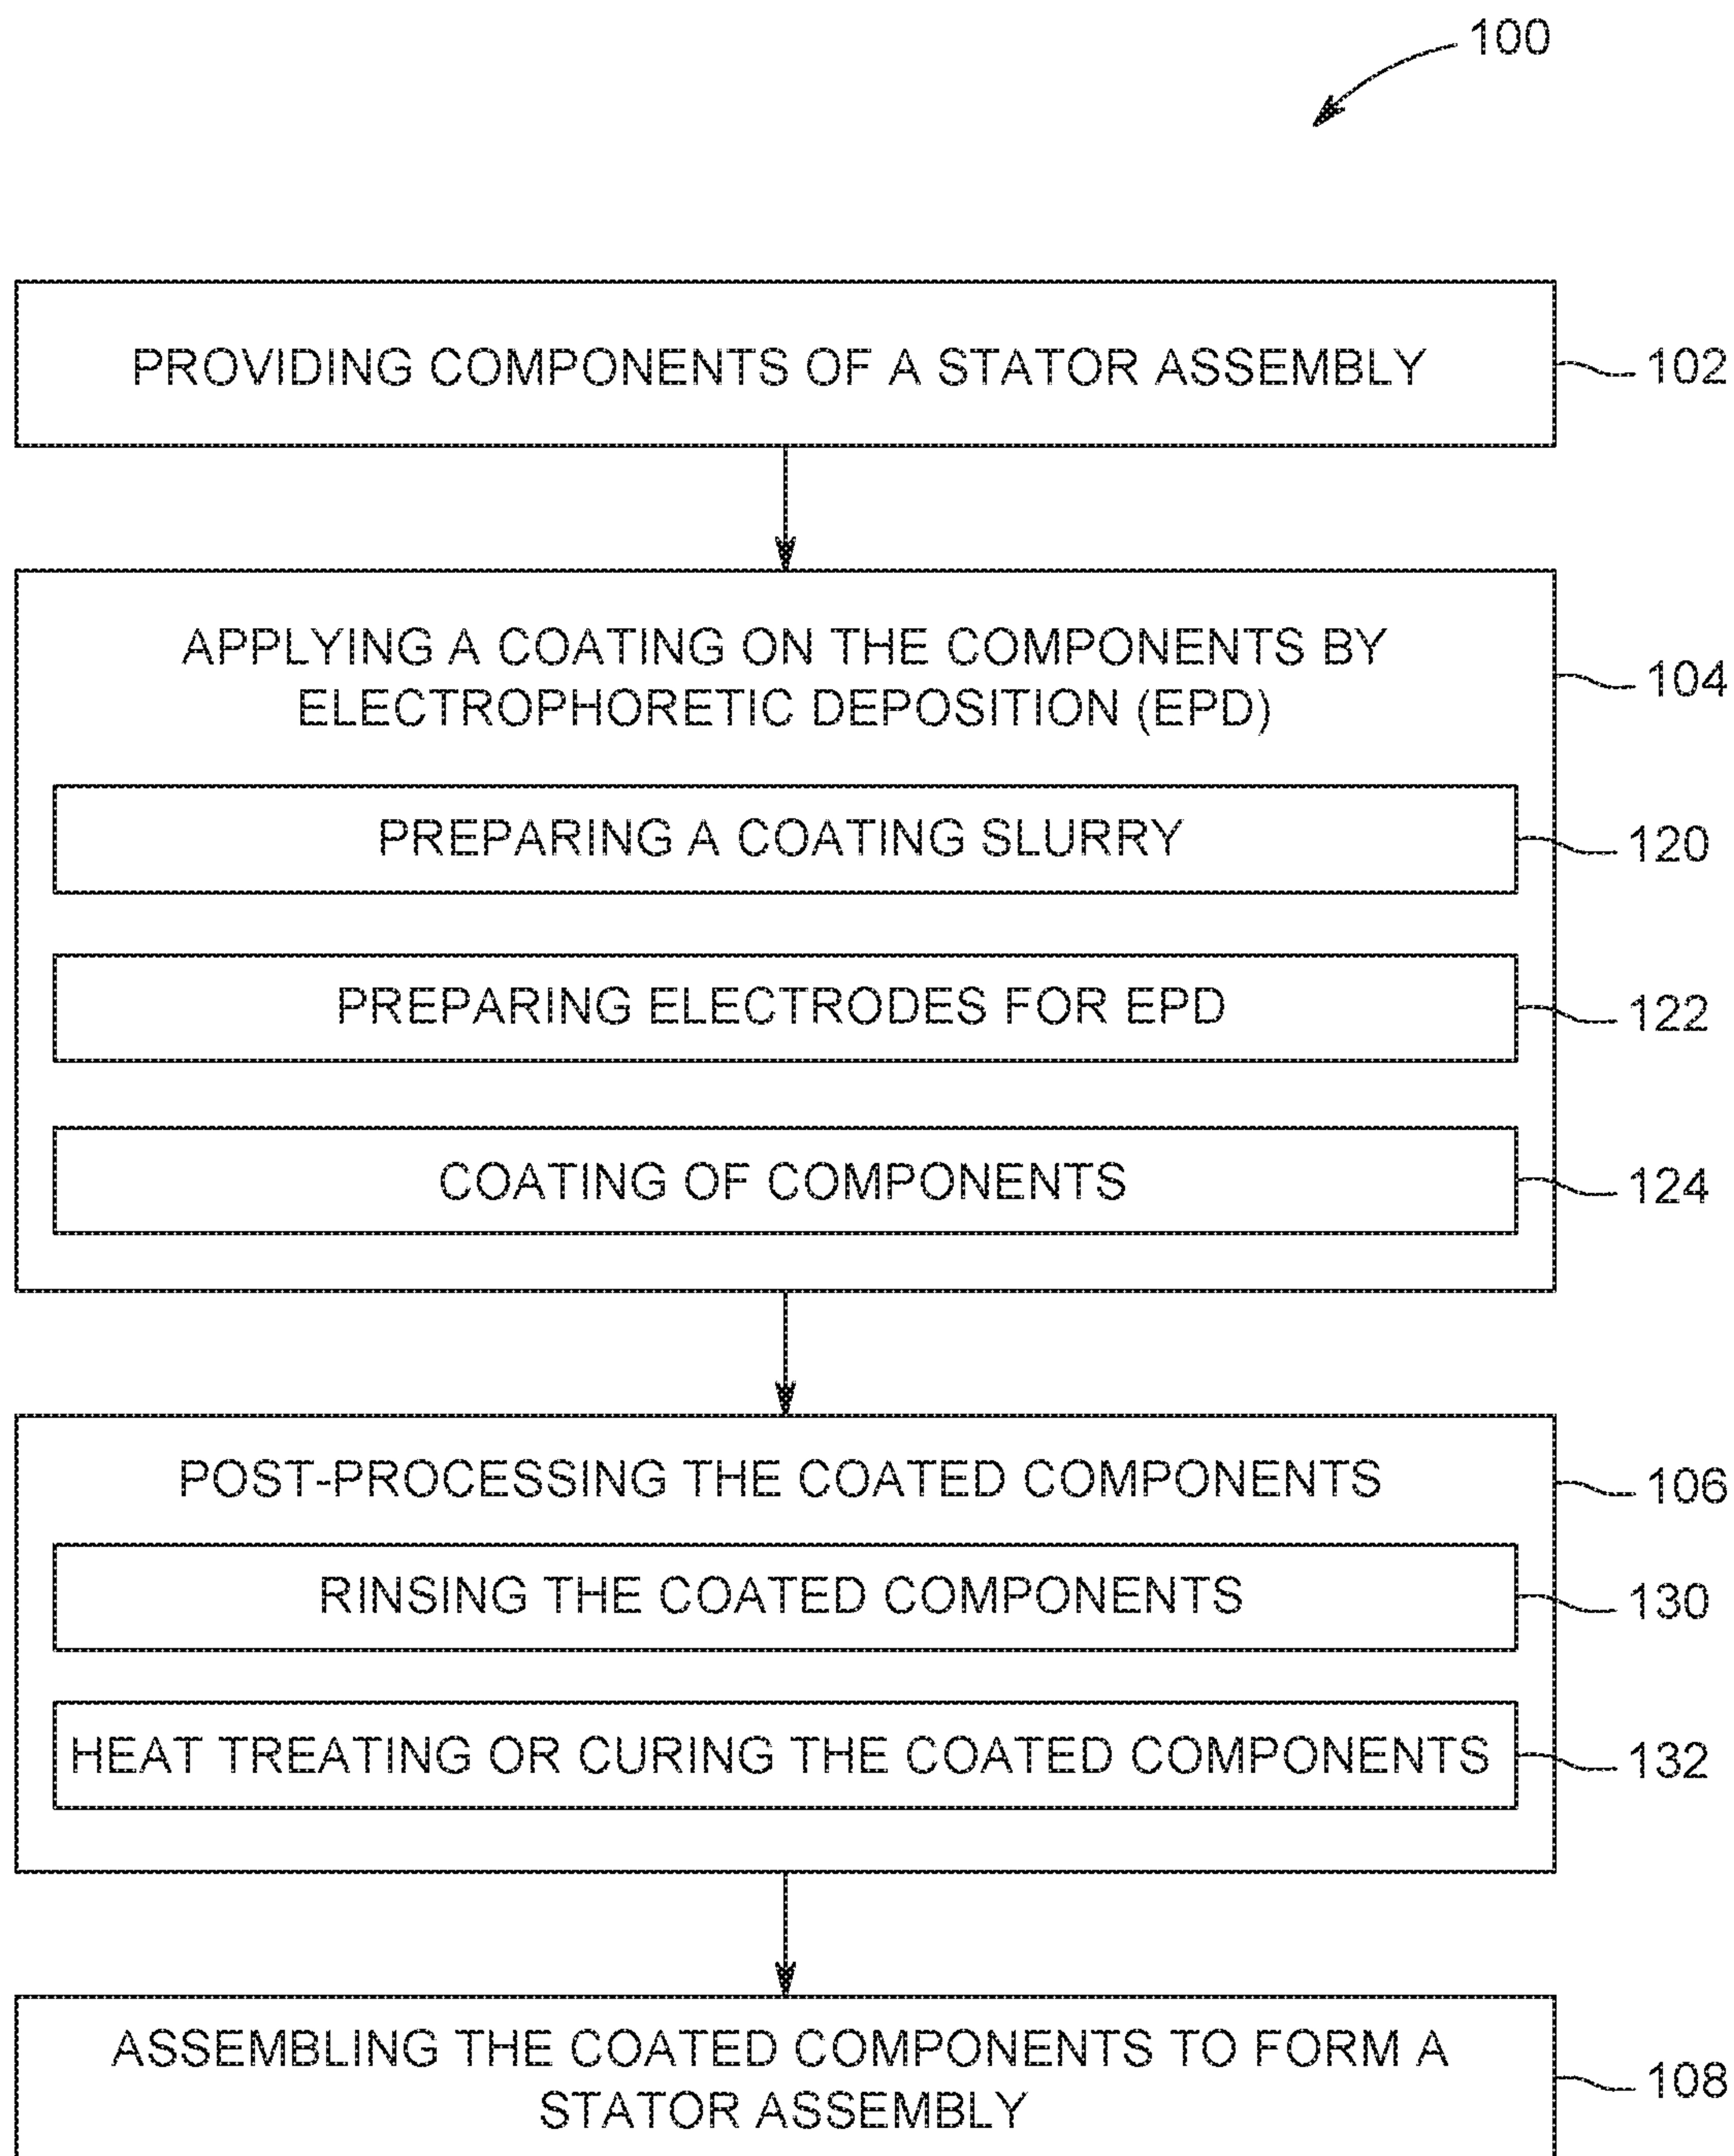 100
PROVIDING COMPONENTS OF A STATOR ASSEMBLY
102
APPLYING A COATING ON THE COMPONENTS BY
ELECTROPHORETIC DEPOSITION (EPD)
104
PREPARING A COATING SLURRY
120
PREPARING ELECTRODES FOR EPD
122
COATING OF COMPONENTS
124
POST-PROCESSING THE COATED COMPONENTS
106
RINSING THE COATED COMPONENTS
130
HEAT TREATING OR CURING THE COATED COMPONENTS
132
ASSEMBLING THE COATED COMPONENTS TO FORM A
STATOR ASSEMBLY
108